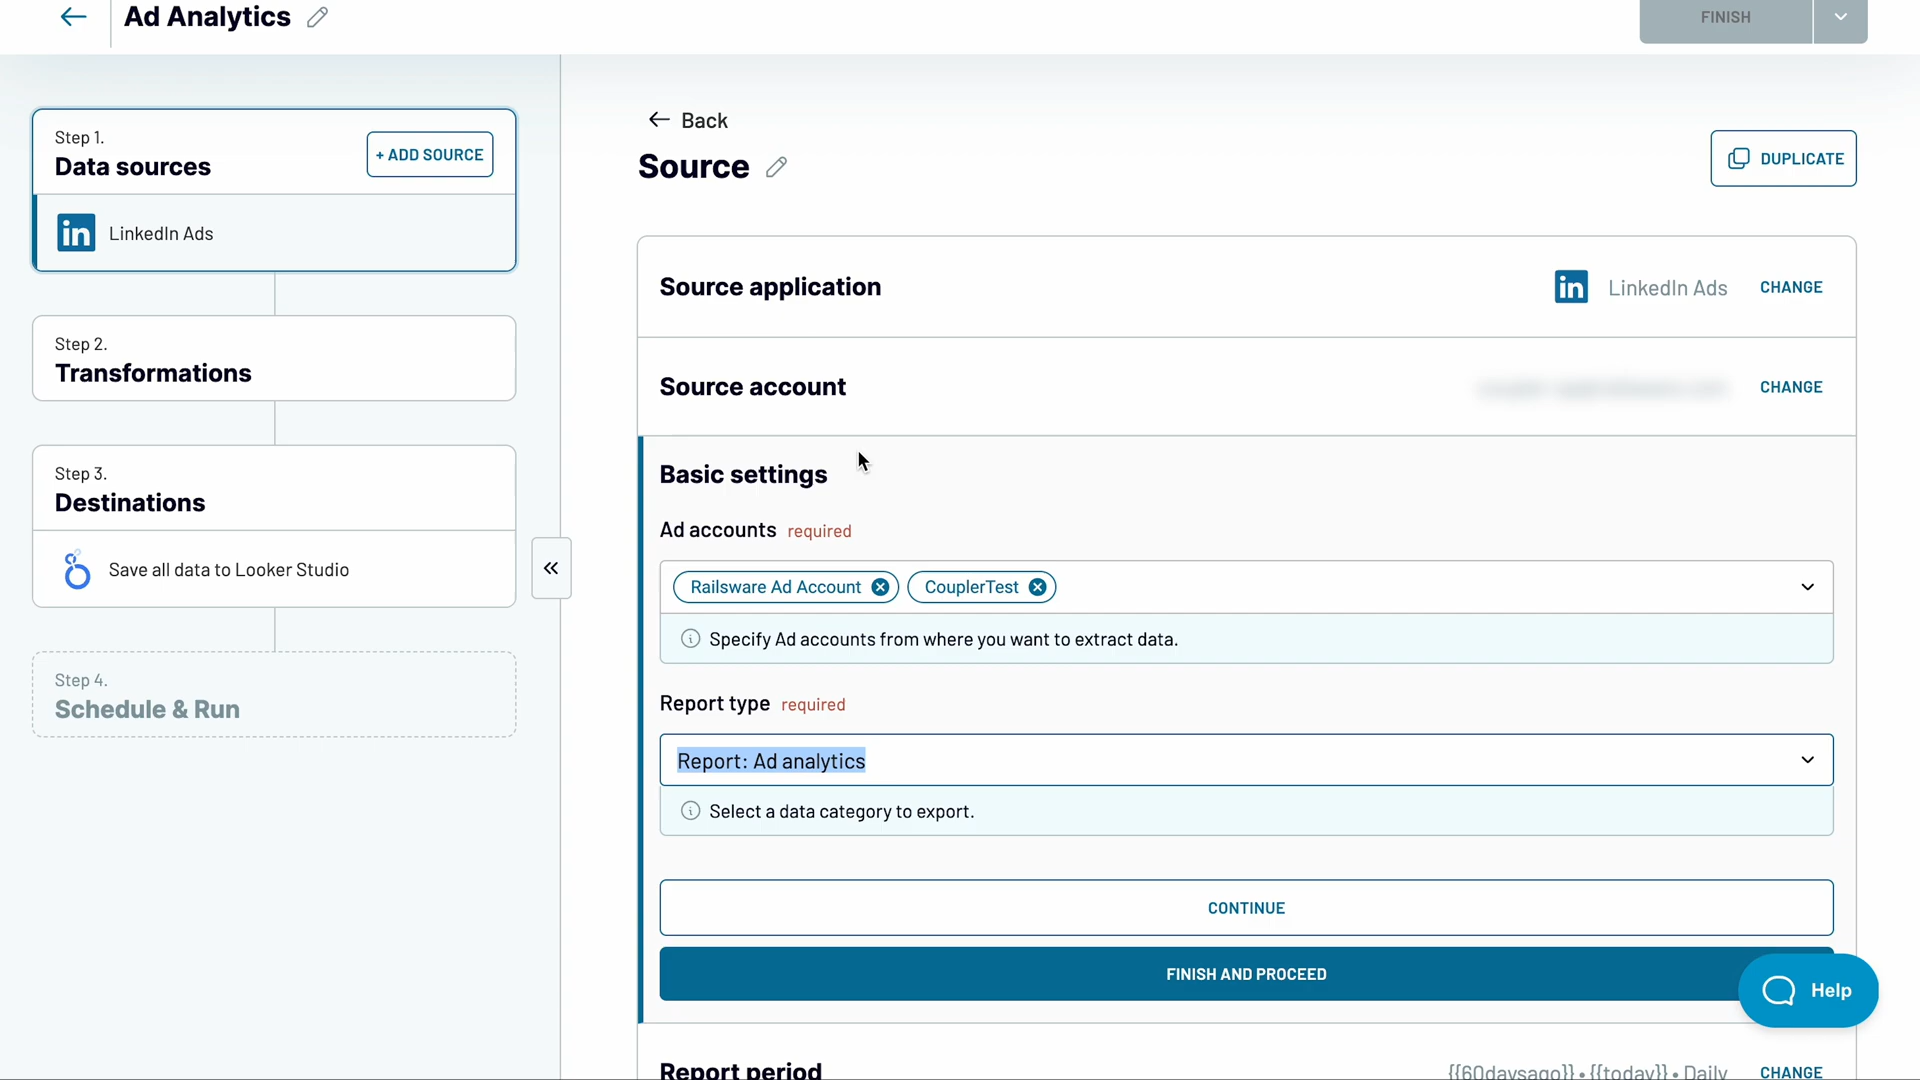 Ad Analytics
FINISH
Step 1.
Data sources
+ ADD SOURCE
in LinkedIn Ads
Step 2.
Transformations
Step 3.
Destinations
Save all data to Looker Studio
Step 4.
Schedule & Run
Back
Source
DUPLICATE
Source application
in LinkedIn Ads CHANGE
Source account
CHANGE
Basic settings
Ad accounts required
Railsware Ad Account CouplerTest
Specify Ad accounts from where you want to extract data.
Report type required
Report: Ad analytics
Select a data category to export.
CONTINUE
FINISH AND PROCEED
Help
Report period
{{60daysago}} • {{today}} • Daily CHANGE